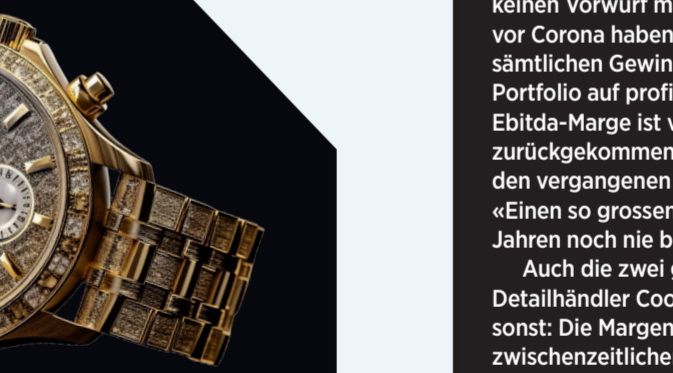 keinen Vorwurf m
vor Corona haben
sämtlichen Gewin
Portfolio auf profi
Ebitda-Marge ist v
zurückgekommen
den vergangenen
«Einen so grossen
Jahren noch nie b
Auch die zwei g
Detailhändler Coo
sonst: Die Margen
zwischenzeitliche